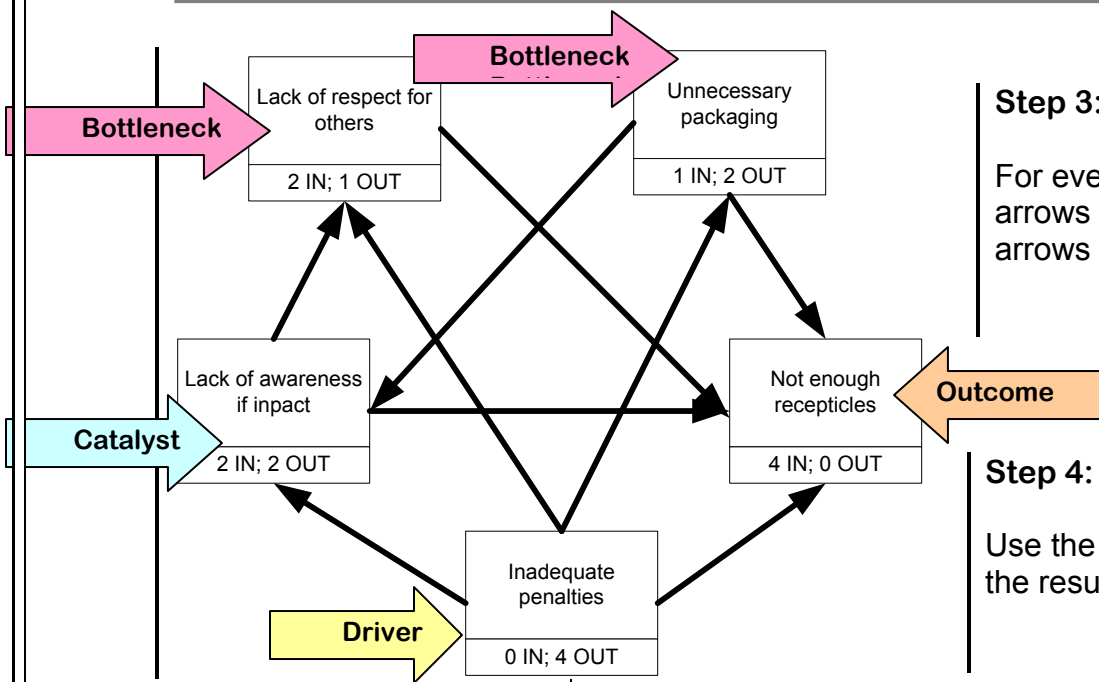 Bottleneck
Bottleneck
Lack of respect for
others
2 IN; 1 OUT
Unnecessary
packaging
1 IN; 2 OUT
Step 3:
For eve
arrows
arrows
Lack of awareness
if inpact
2 IN; 2 OUT
Catalyst
Not enough
recepticles
4 IN; 0 OUT
Outcome
Step 4:
Use the
the resu
Inadequate
penalties
0 IN; 4 OUT
Driver